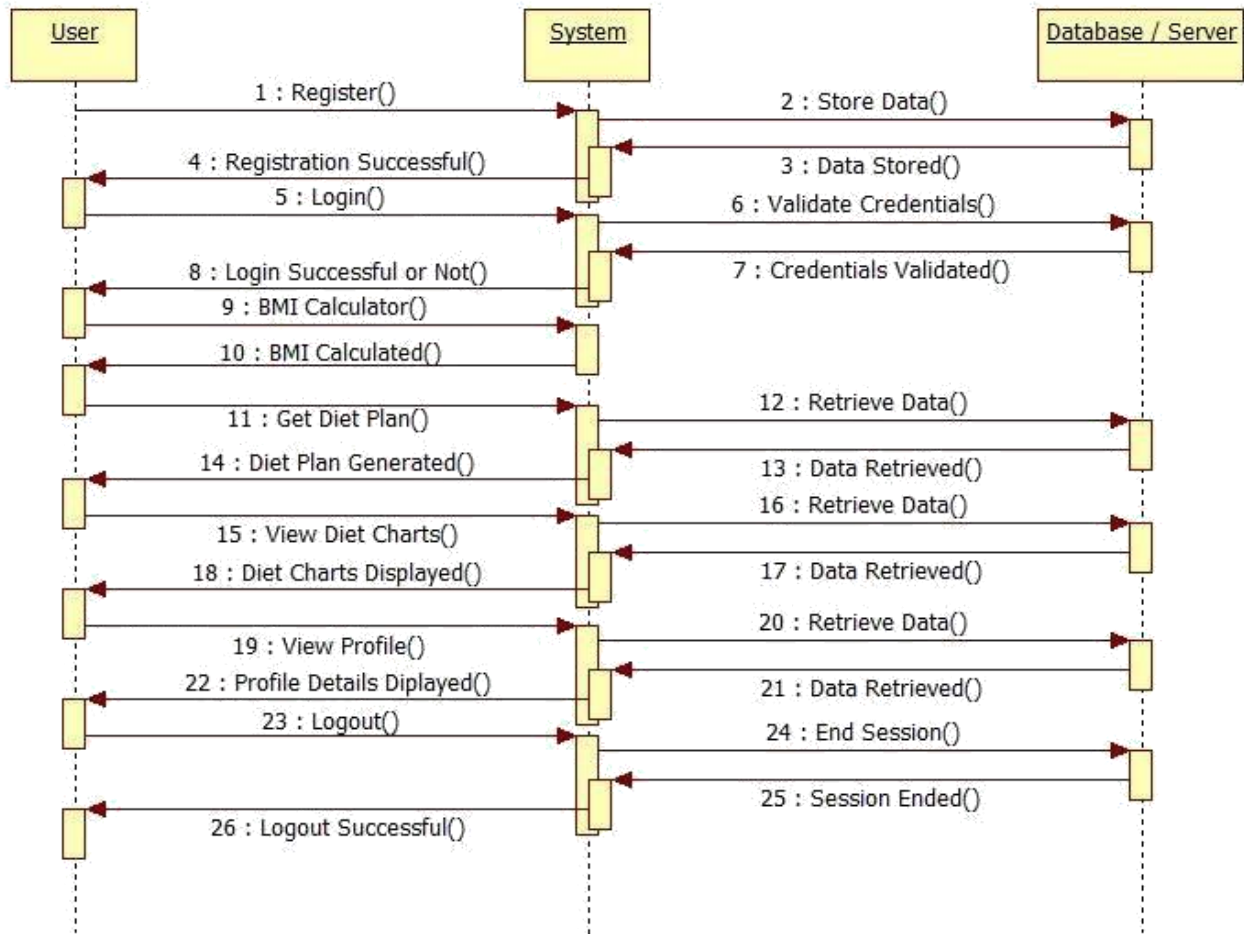 User
System
Database / Server
1 : Register()
2 : Store Data()
3 : Data Stored()
4 : Registration Successful()
5 : Login()
6 : Validate Credentials()
7 : Credentials Validated()
8 : Login Successful or Not()
9 : BMI Calculator()
10 : BMI Calculated()
11 : Get Diet Plan()
12 : Retrieve Data()
13 : Data Retrieved()
14 : Diet Plan Generated()
15 : View Diet Charts()
16 : Retrieve Data()
17 : Data Retrieved()
18 : Diet Charts Displayed()
19 : View Profile()
20 : Retrieve Data()
21 : Data Retrieved()
22 : Profile Details Diplayed()
23 : Logout()
24 : End Session()
25 : Session Ended()
26 : Logout Successful()